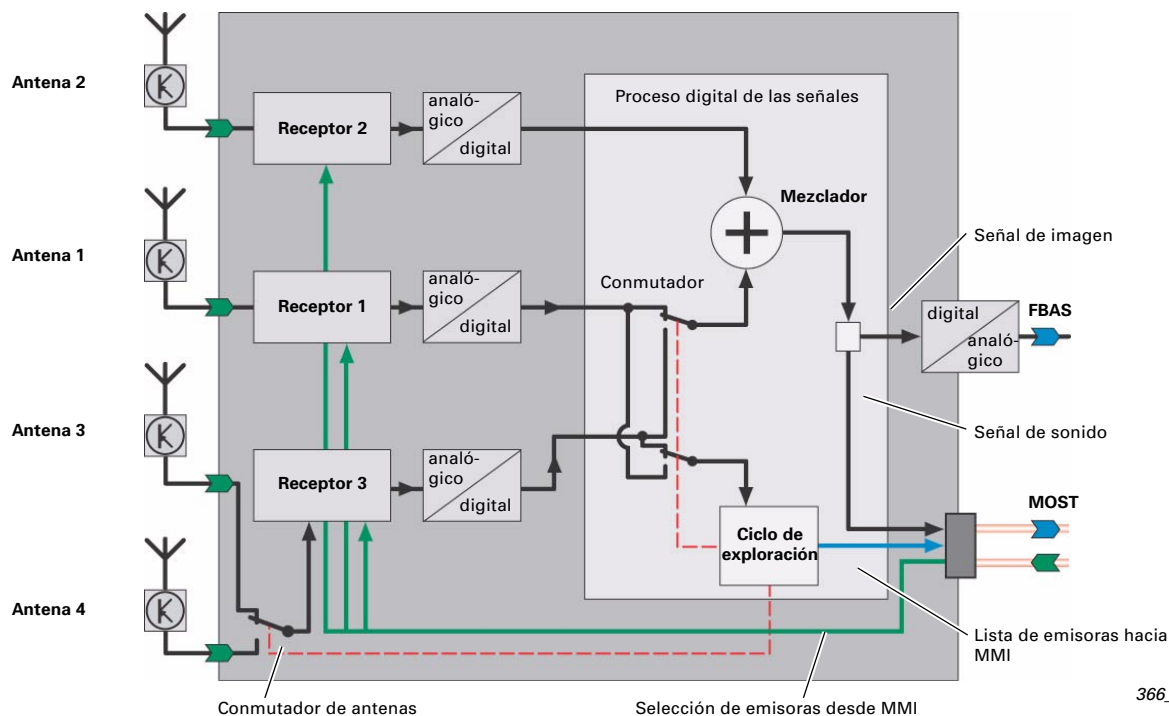 Antena 2
Receptor 2
analó-
gico
digital
Proceso digital de las señales
Mezclador
Antena 1
Receptor 1
analó-
gico
digital
Conmutador
Señal de imagen
digital
analó-
gico
FBAS
Antena 3
Receptor 3
analó-
gico
digital
Señal de sonido
Ciclo de
exploración
MOST
Antena 4
Lista de emisoras hacia
MMI
Conmutador de antenas
Selección de emisoras desde MMI
366_